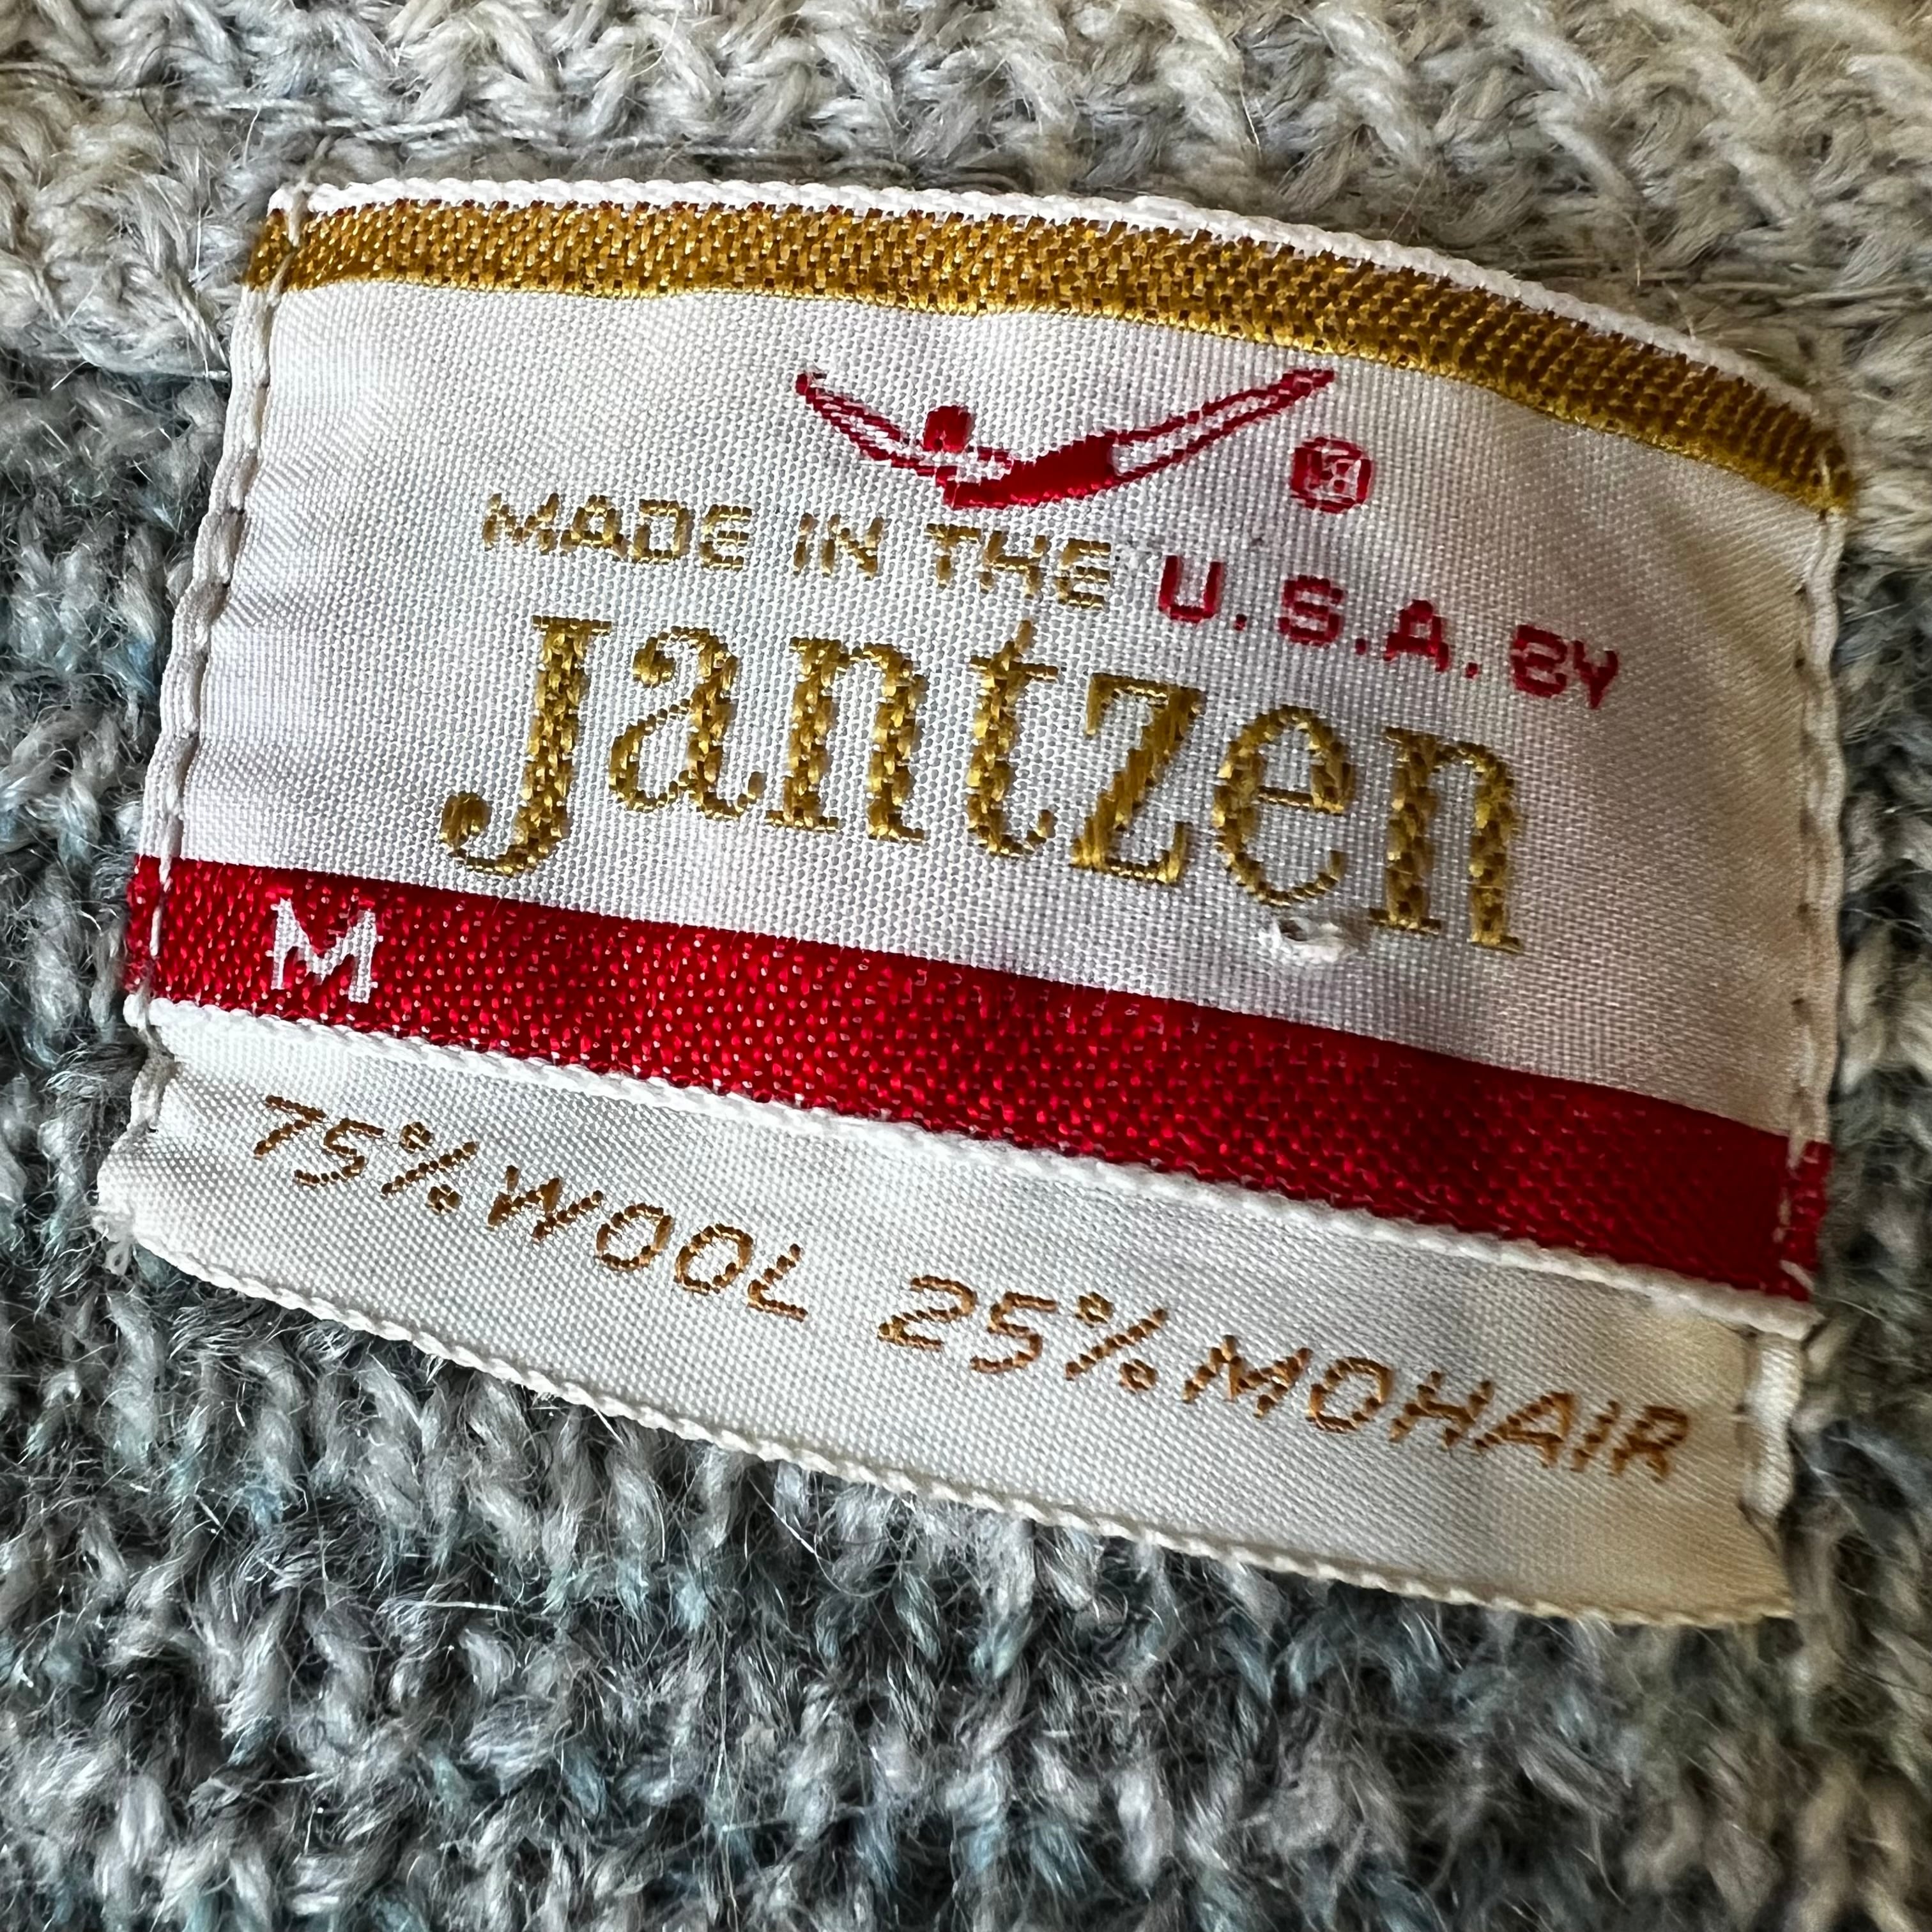 MADE IN THE U.S.A. BY
Jantzen
M
75% WOOL 25% MOHAIR